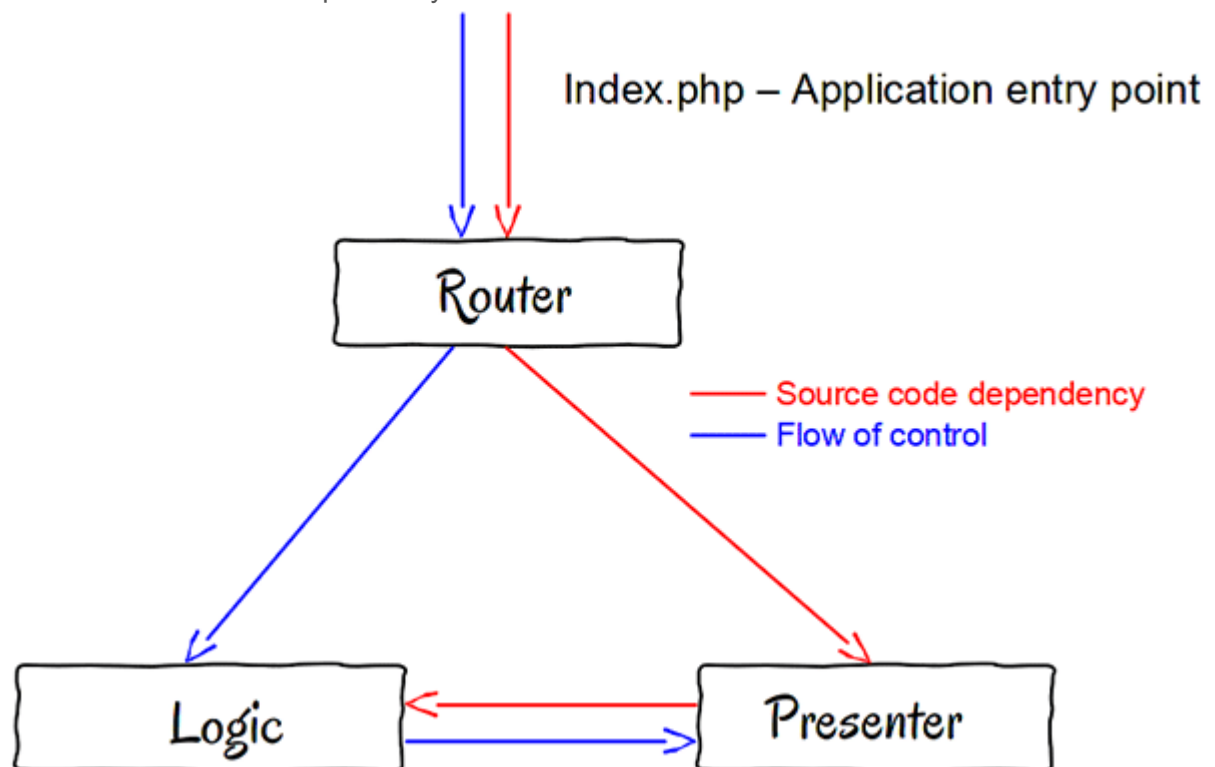 Index.php – Application entry point
Router
Source code dependency
Flow of control
Logic
Presenter